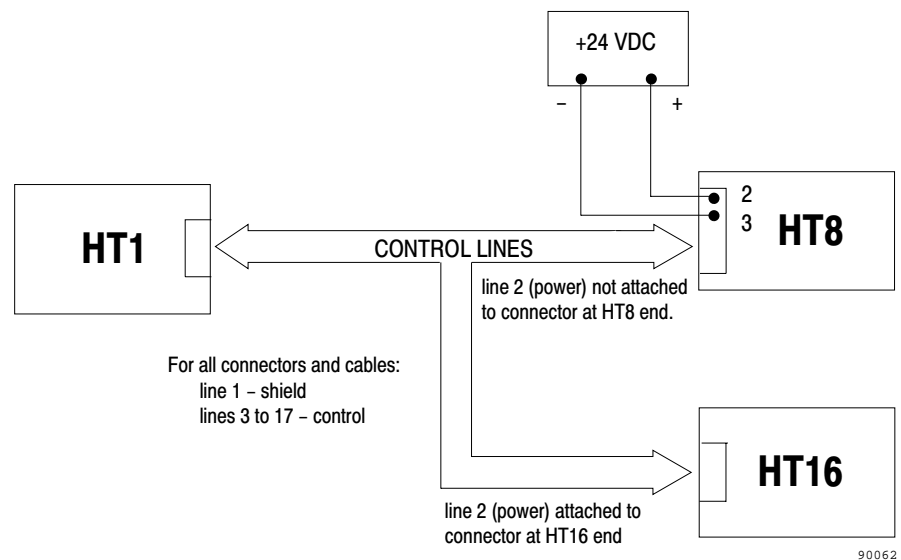 +24 VDC
–
+
2
3
HT8
HT1
CONTROL LINES
line 2 (power) not attached
to connector at HT8 end.
For all connectors and cables:
line 1 – shield
lines 3 to 17 – control
HT16
line 2 (power) attached to
connector at HT16 end
90062